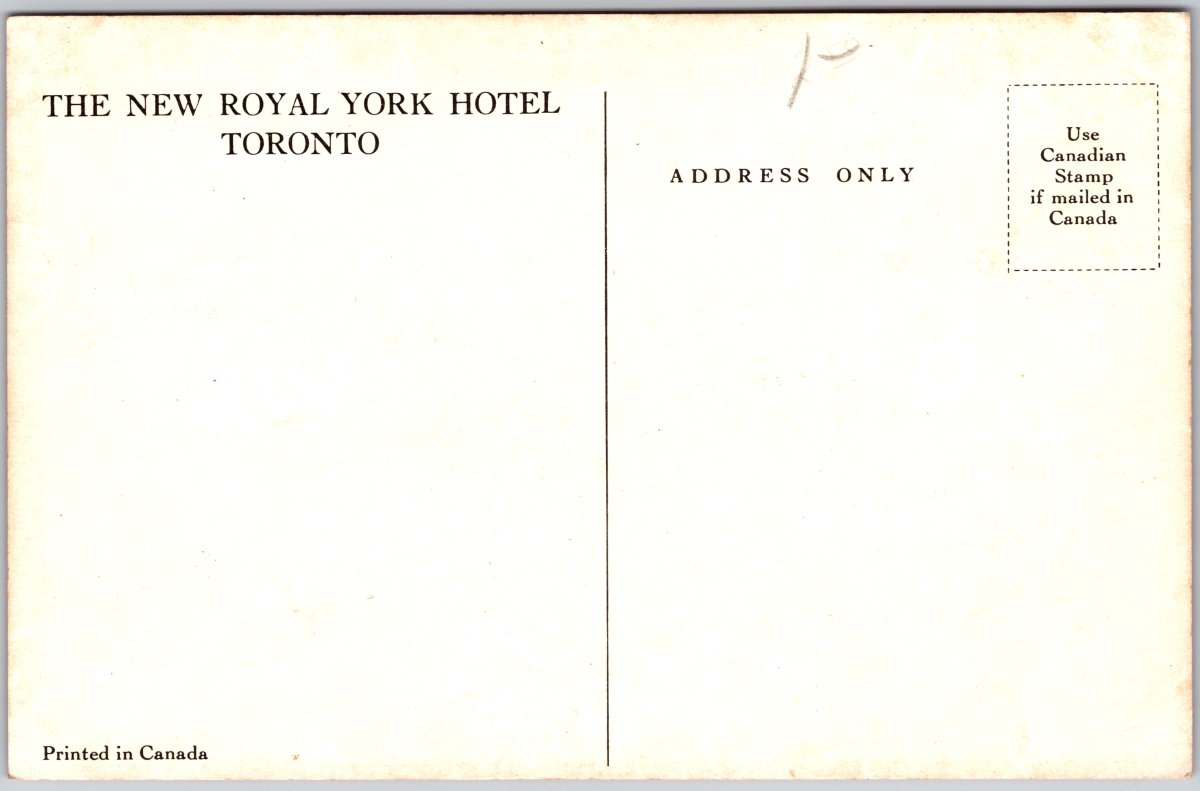 THE NEW ROYAL YORK HOTEL
TORONTO
ADDRESS ONLY
Use
Canadian
Stamp
if mailed in
Canada
Printed in Canada